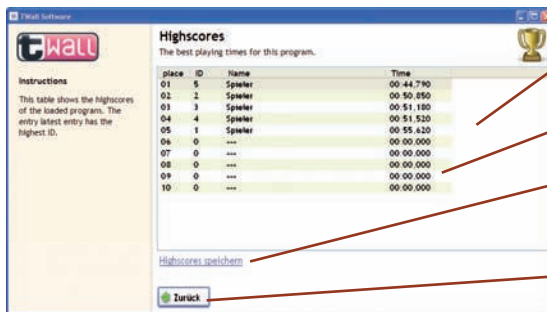 TWall Software
twall
Highscores
The best playing times for this program.
Instructions
This table shows the highscores
of the loaded program. The
entry latest entry has the
highest ID.
place ID Name Time
01 5 Spieler 00:44,790
02 2 Spieler 00:50,850
03 3 Spieler 00:51,180
04 4 Spieler 00:51,520
05 1 Spieler 00:55,620
06 0 --- 00:00,000
07 0 --- 00:00,000
08 0 --- 00:00,000
09 0 --- 00:00,000
10 0 --- 00:00,000
Highscores speichern
Zurück